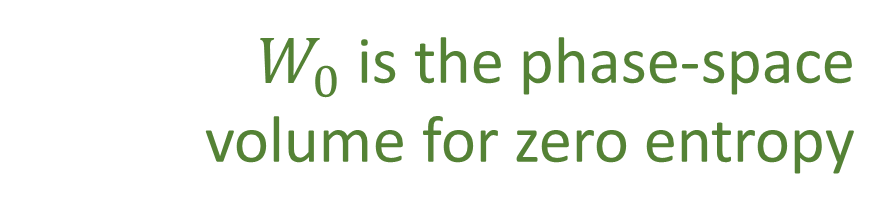 W₀ is the phase-space
volume for zero entropy